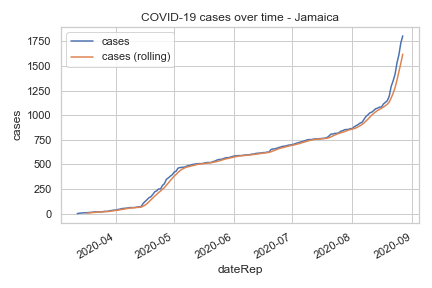 COVID-19 cases over time - Jamaica
cases
cases (rolling)
1750
1500
1250
1000
750
500
250
0
cases
2020-04
2020-05
2020-06
2020-07
2020-08
2020-09
dateRep